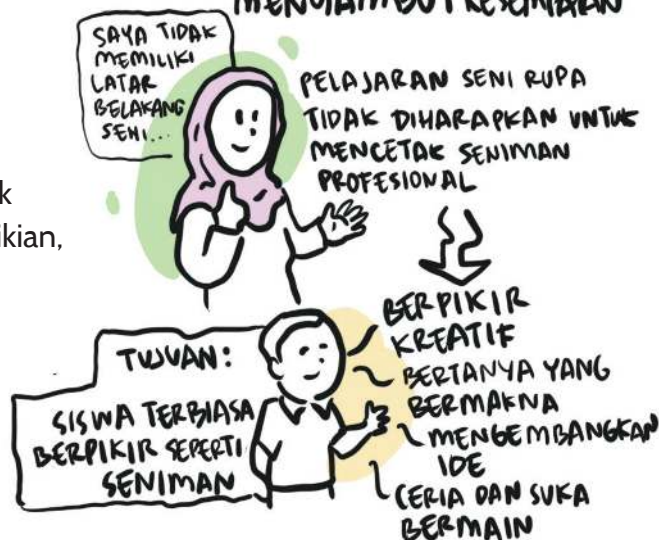 SAYA TIDAK
MEMILIKI
LATAR
BELAKANG
SENI...
PELAJARAN SENI RUPA
TIDAK DIHARAPKAN UNTUK
MENCETAK SENIMAN
PROFESIONAL
kian,
TUJUAN:
SISWA TERBIASA
BERPIKIR SEPERTI
SENIMAN
BERPIKIR
KREATIF
BERTANYA YANG
BERMAKNA
MENGEMBANGKAN
IDE
CERIA DAN SUKA
BERMAIN